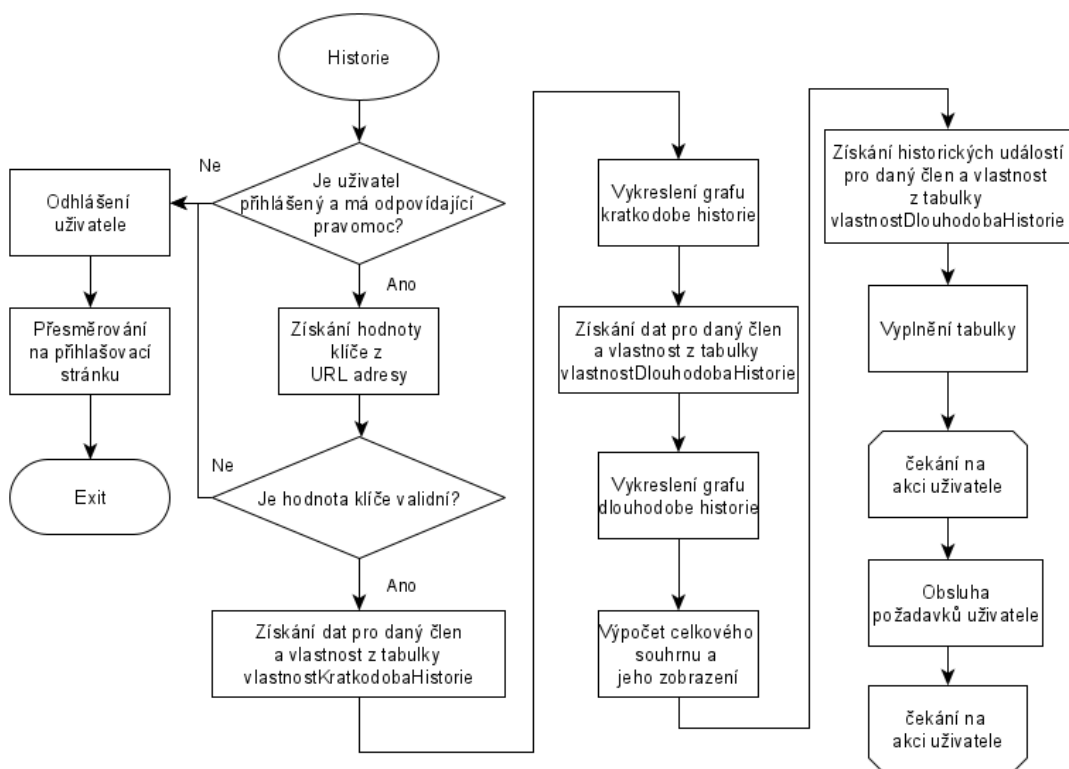 Historie
Ne
Je uživatel
přihlášený a má odpovídající
pravomoc?
Odhlášení
uživatele
Ano
Přesměrování
na přihlašovací
stránku
Získání hodnoty
klíče z
URL adresy
Exit
Ne
Je hodnota klíče validní?
Ano
Získání dat pro daný člen
a vlastnost z tabulky
vlastnostKratkodobaHistorie
Vykreslení grafu
kratkodobe historie
Získání dat pro daný člen
a vlastnost z tabulky
vlastnostDlouhodobaHistorie
Vykreslení grafu
dlouhodobe historie
Výpočet celkového
souhrnu a
jeho zobrazení
Získání historických událostí
pro daný člen a vlastnost
z tabulky
vlastnostDlouhodobaHistorie
Vyplnění tabulky
čekání na
akci uživatele
Obsluha
požadavků uživatele
čekání na
akci uživatele